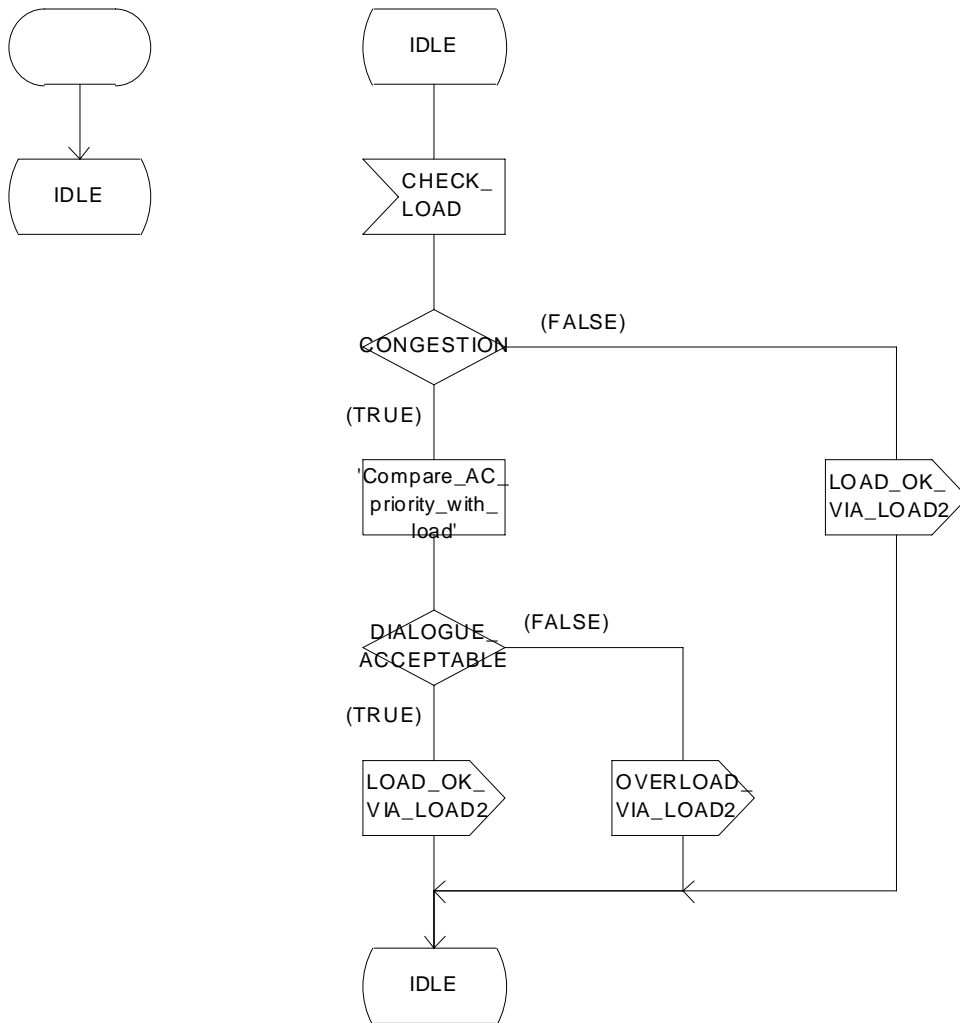 IDLE
IDLE
CHECK_
LOAD
(FALSE)
CONGESTION
(TRUE)
'Compare_AC_
priority_with_
load'
LOAD_OK_
VIA_LOAD2
(FALSE)
DIALOGUE_
ACCEPTABLE
(TRUE)
LOAD_OK_
VIA_LOAD2
OVERLOAD_
VIA_LOAD2
IDLE